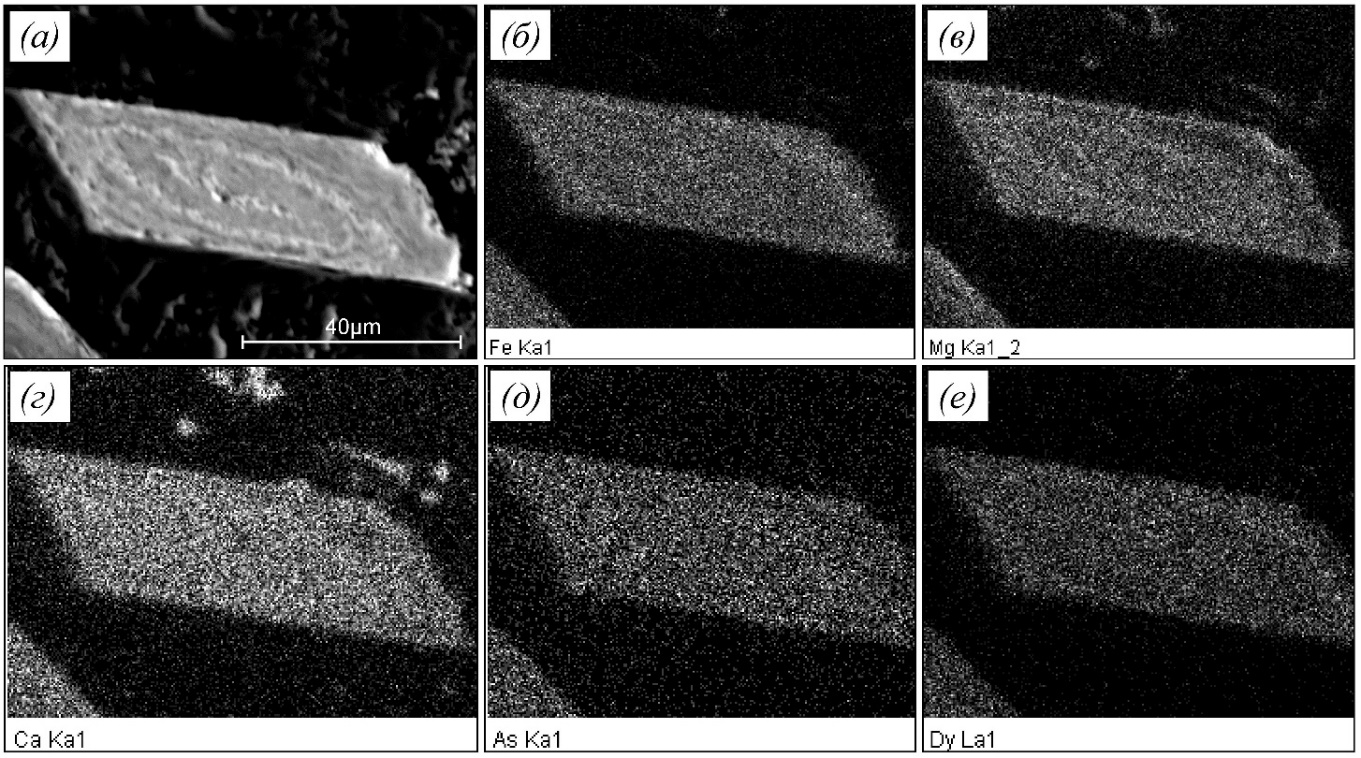 (а)
(б)
(в)
40µm
Fe Ka1
Mg Ka1_2
(г)
(д)
(е)
Ca Ka1
As Ka1
Dy La1